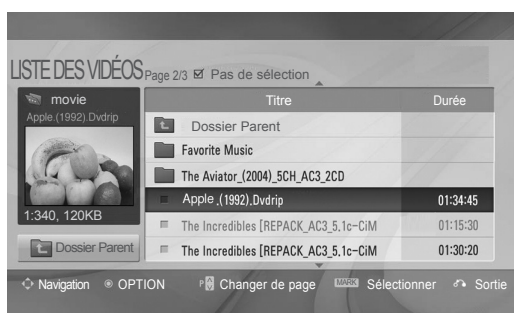 LISTE DES VIDÉOS Page 2/3 ☑ Pas de sélection
movie
Apple.(1992).Dvdrip
1:340, 120KB
Dossier Parent
Titre Durée
Dossier Parent
Favorite Music
The Aviator_(2004)_5CH_AC3_2CD
Apple .(1992).Dvdrip 01:34:45
The Incredibles [REPACK_AC3_5.1c-CiM 01:15:30
The Incredibles [REPACK_AC3_5.1c-CiM 01:30:20
Navigation OPTION P Changer de page MARK Sélectionner Sortie